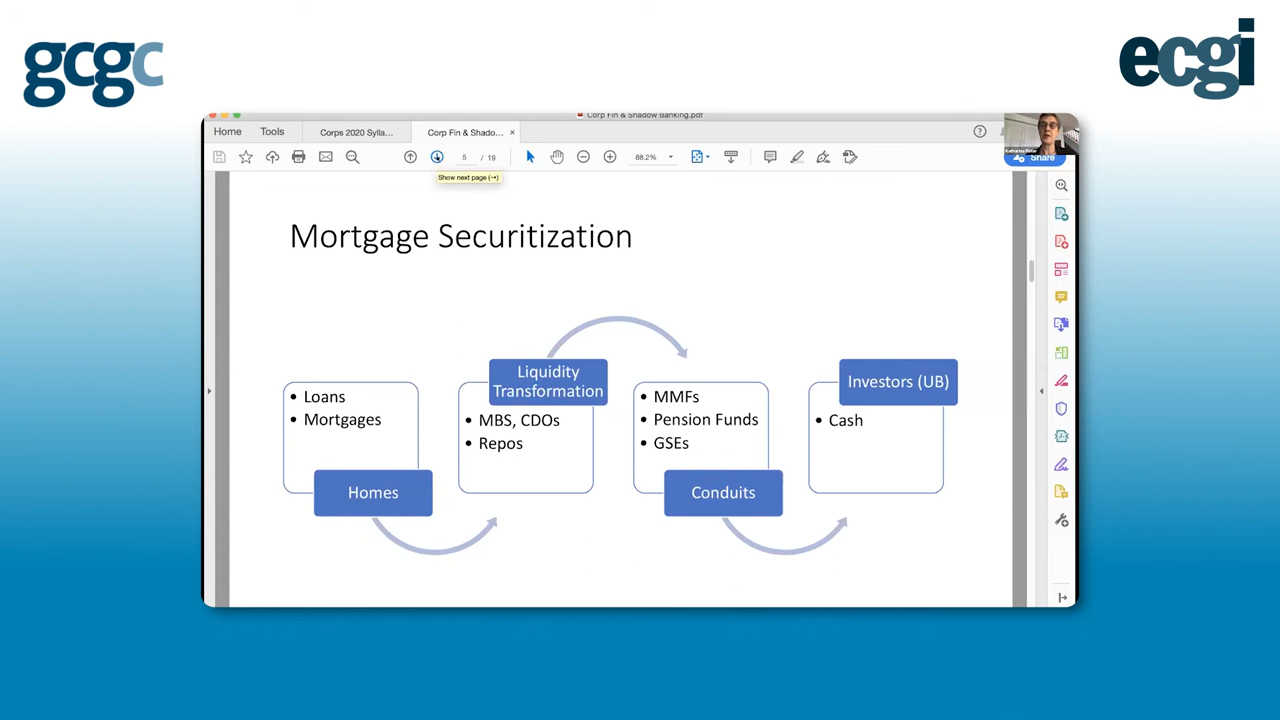 gcgc
ecgi
Corp Fin & Shadow Banking.pdf
Home
Tools
Corps 2020 Sylla...
Corp Fin & Shado...
×
5
/ 19
88.2%
Share
Show next page (→)
Mortgage Securitization
• Loans
• Mortgages
Homes
Liquidity
Transformation
• MBS, CDOs
• Repos
• MMFs
• Pension Funds
• GSEs
Conduits
Investors (UB)
• Cash